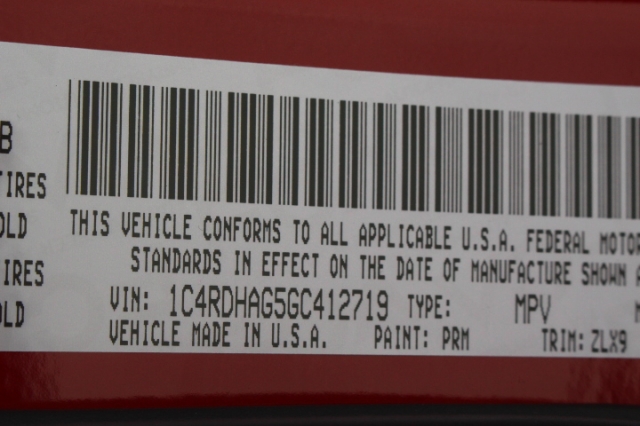 B
TIRES
OLD
TIRES
OLD
THIS VEHICLE CONFORMS TO ALL APPLICABLE U.S.A. FEDERAL MOTOR
STANDARDS IN EFFECT ON THE DATE OF MANUFACTURE SHOWN
VIN: 1C4RDHAG5GC412719 TYPE: MPV
VEHICLE MADE IN U.S.A. PAINT: PRM TRIM: ZLX9